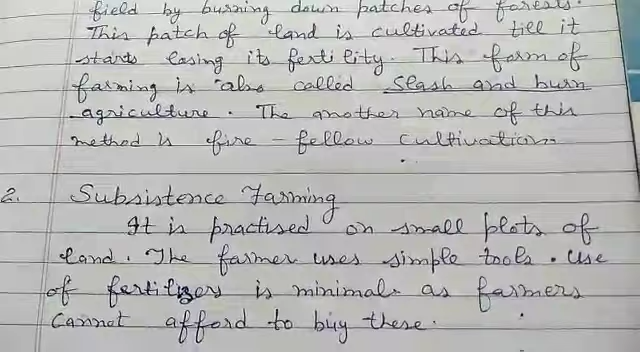 field by burning down patches of forests.
This patch of land is cultivated till it
starts losing its fertility. This form of
farming is also called Slash and burn
agriculture. The another name of this
method is fire - fellow cultivation.
2. Subsistence Farming
It is practised on small plots of
land. The farmer uses simple tools. Use
of fertilizers is minimal as farmers
cannot afford to buy these.